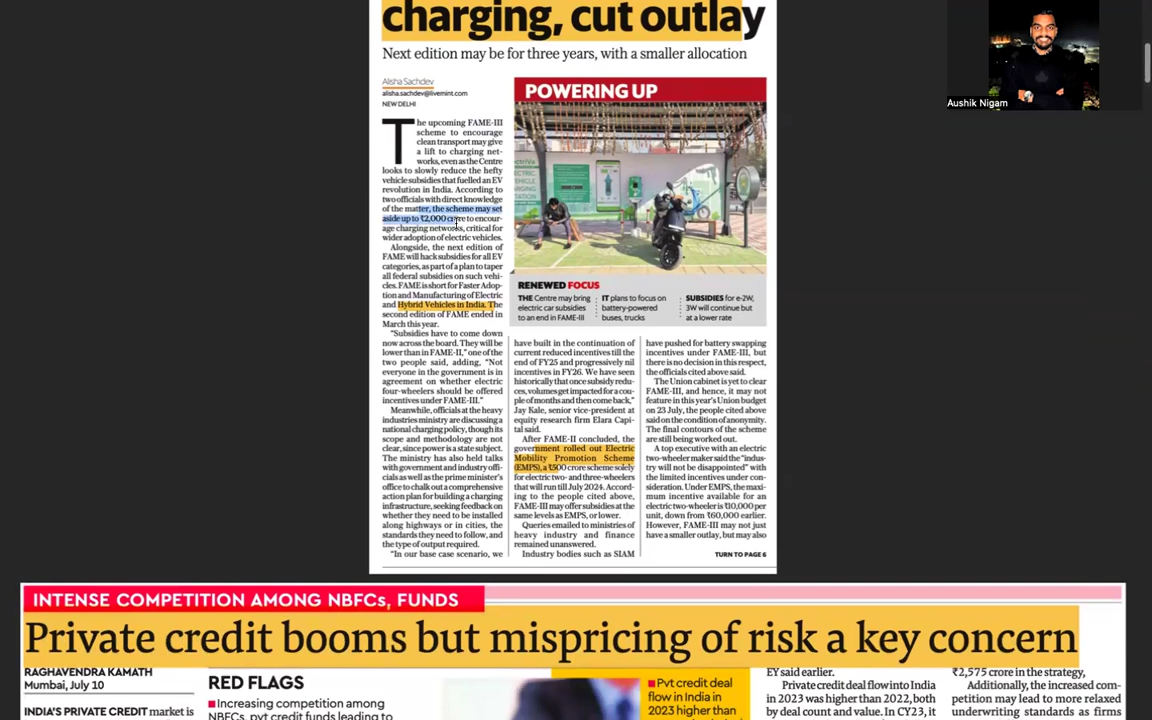 charging, cut outlay
Next edition may be for three years, with a smaller allocation
Alisha Sachdev
alisha.sachdev@livemint.com
NEW DELHI
The upcoming FAME-III
scheme to encourage
clean transport may give
a lift to charging net-
works, even as the Centre
looks to slowly reduce the hefty
vehicle subsidies that fuelled an EV
revolution in India. According to
two officials with direct knowledge
of the matter, the scheme may set
aside up to ₹2,000 crore to encour-
age charging networks, critical for
wider adoption of electric vehicles.
Alongside, the next edition of
FAME will hack subsidies for all EV
categories, as part of a plan to taper
all federal subsidies on such vehi-
cles. FAME is short for Faster Adop-
tion and Manufacturing of Electric
and Hybrid Vehicles in India. The
second edition of FAME ended in
March this year.
"Subsidies have to come down
now across the board. They will be
lower than in FAME-II," one of the
two people said, adding, "Not
everyone in the government is in
agreement on whether electric
four-wheelers should be offered
incentives under FAME-III."
Meanwhile, officials at the heavy
industries ministry are discussing a
national charging policy, though its
scope and methodology are not
clear, since power is a state subject.
The ministry has also held talks
with government and industry offi-
cials as well as the prime minister's
office to chalk out a comprehensive
action plan for building a charging
infrastructure, seeking feedback on
whether they need to be installed
along highways or in cities, the
standards they need to follow, and
the type of output required.
"In our base case scenario, we
POWERING UP
RENEWED FOCUS
THE Centre may bring
electric car subsidies
to an end in FAME-III
IT plans to focus on
battery-powered
buses, trucks
SUBSIDIES for e-2W,
3W will continue but
at a lower rate
have built in the continuation of
current reduced incentives till the
end of FY25 and progressively nil
incentives in FY26. We have seen
historically that once subsidy redu-
ces, volumes get impacted for a cou-
ple of months and then come back,"
Jay Kale, senior vice-president at
equity research firm Elara Capi-
tal said.
After FAME-II concluded, the
government rolled out Electric
Mobility Promotion Scheme
(EMPS), a ₹500 crore scheme solely
for electric two- and three-wheelers
that will run till July 2024. Accord-
ing to the people cited above,
FAME-III may offer subsidies at the
same levels as EMPS, or lower.
Queries emailed to ministries of
heavy industry and finance
remained unanswered.
Industry bodies such as SIAM
have pushed for battery swapping
incentives under FAME-III, but
there is no decision in this respect,
the officials cited above said.
The Union cabinet is yet to clear
FAME-III, and hence, it may not
feature in this year's Union budget
on 23 July, the people cited above
said on the condition of anonymity.
The final contours of the scheme
are still being worked out.
A top executive with an electric
two-wheeler maker said the "indus-
try will not be disappointed" with
the limited incentives under con-
sideration. Under EMPS, the maxi-
mum incentive available for an
electric two-wheeler is ₹10,000 per
unit, down from ₹60,000 earlier.
However, FAME-III may not just
have a smaller outlay, but may also
TURN TO PAGE 6
Aushik Nigam
INTENSE COMPETITION AMONG NBFCs, FUNDS
Private credit booms but mispricing of risk a key concern
RAGHAVENDRA KAMATH
Mumbai, July 10
INDIA'S PRIVATE CREDIT market is
RED FLAGS
Increasing competition among
NBFCs, pvt credit funds leading to
Pvt credit deal
flow in India in
2023 higher than
EY said earlier.
Private credit deal flow into India
in 2023 was higher than 2022, both
by deal count and value. In CY23, it
₹2,575 crore in the strategy,
Additionally, the increased com-
petition may lead to more relaxed
underwriting standards as firms